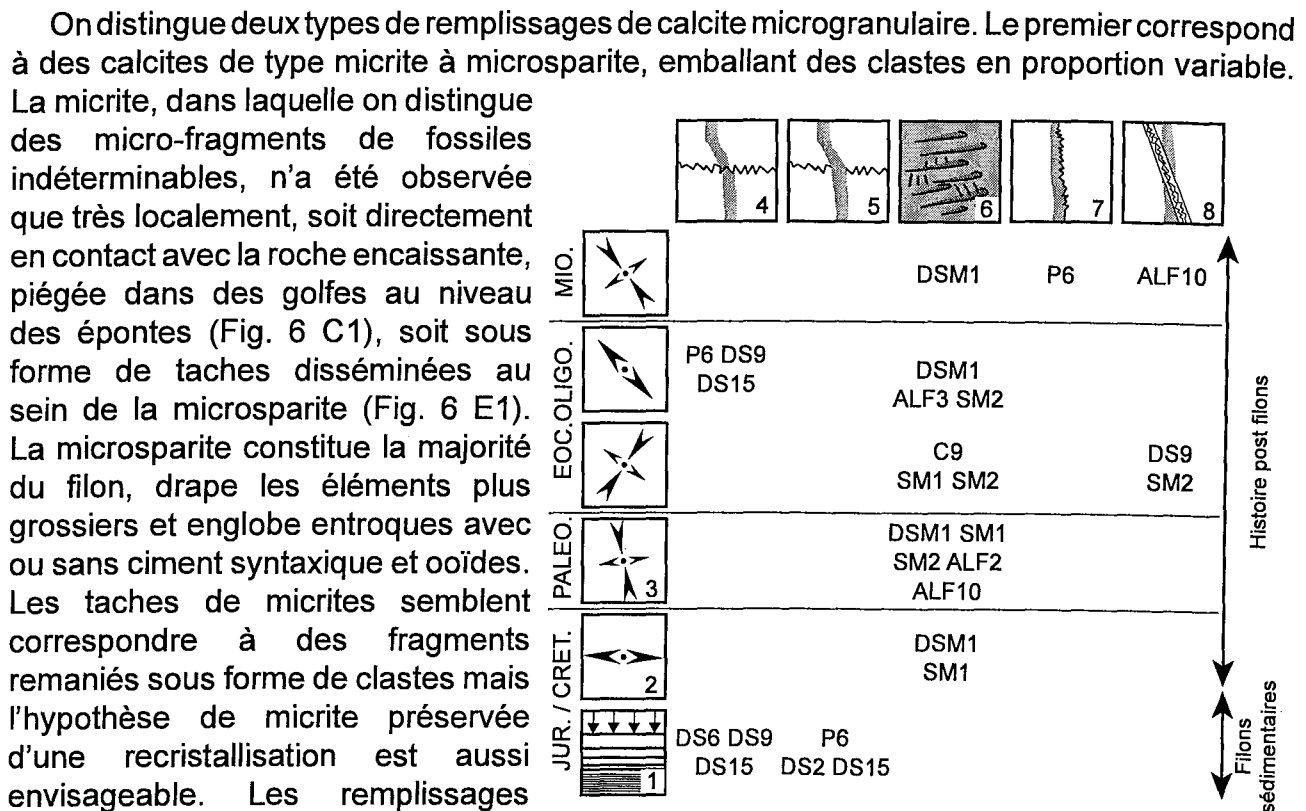 On distingue deux types de remplissages de calcite microgranulaire. Le premier correspond
à des calcites de type micrite à microsparite, emballant des clastes en proportion variable.
La micrite, dans laquelle on distingue
des micro-fragments de fossiles
indéterminables, n'a été observée
que très localement, soit directement
en contact avec la roche encaissante,
piégée dans des golfes au niveau
des épontes (Fig. 6 C1), soit sous
forme de taches disséminées au
sein de la microsparite (Fig. 6 E1).
La microsparite constitue la majorité
du filon, drape les éléments plus
grossiers et englobe entroques avec
ou sans ciment syntaxique et ooïdes.
Les taches de micrites semblent
correspondre à des fragments
remaniés sous forme de clastes mais
l'hypothèse de micrite préservée
d'une recristallisation est aussi
envisageable. Les remplissages
4 5 6 7 8
MIO.
DSM1 P6 ALF10
EOC.OLIGO.
P6 DS9
DS15
DSM1
ALF3 SM2
C9
SM1 SM2
DS9
SM2
PALEO.
3
DSM1 SM1
SM2 ALF2
ALF10
JUR. / CRET.
2
DSM1
SM1
1
DS6 DS9
DS15
P6
DS2 DS15
Histoire post filons
Filons
sédimentaires